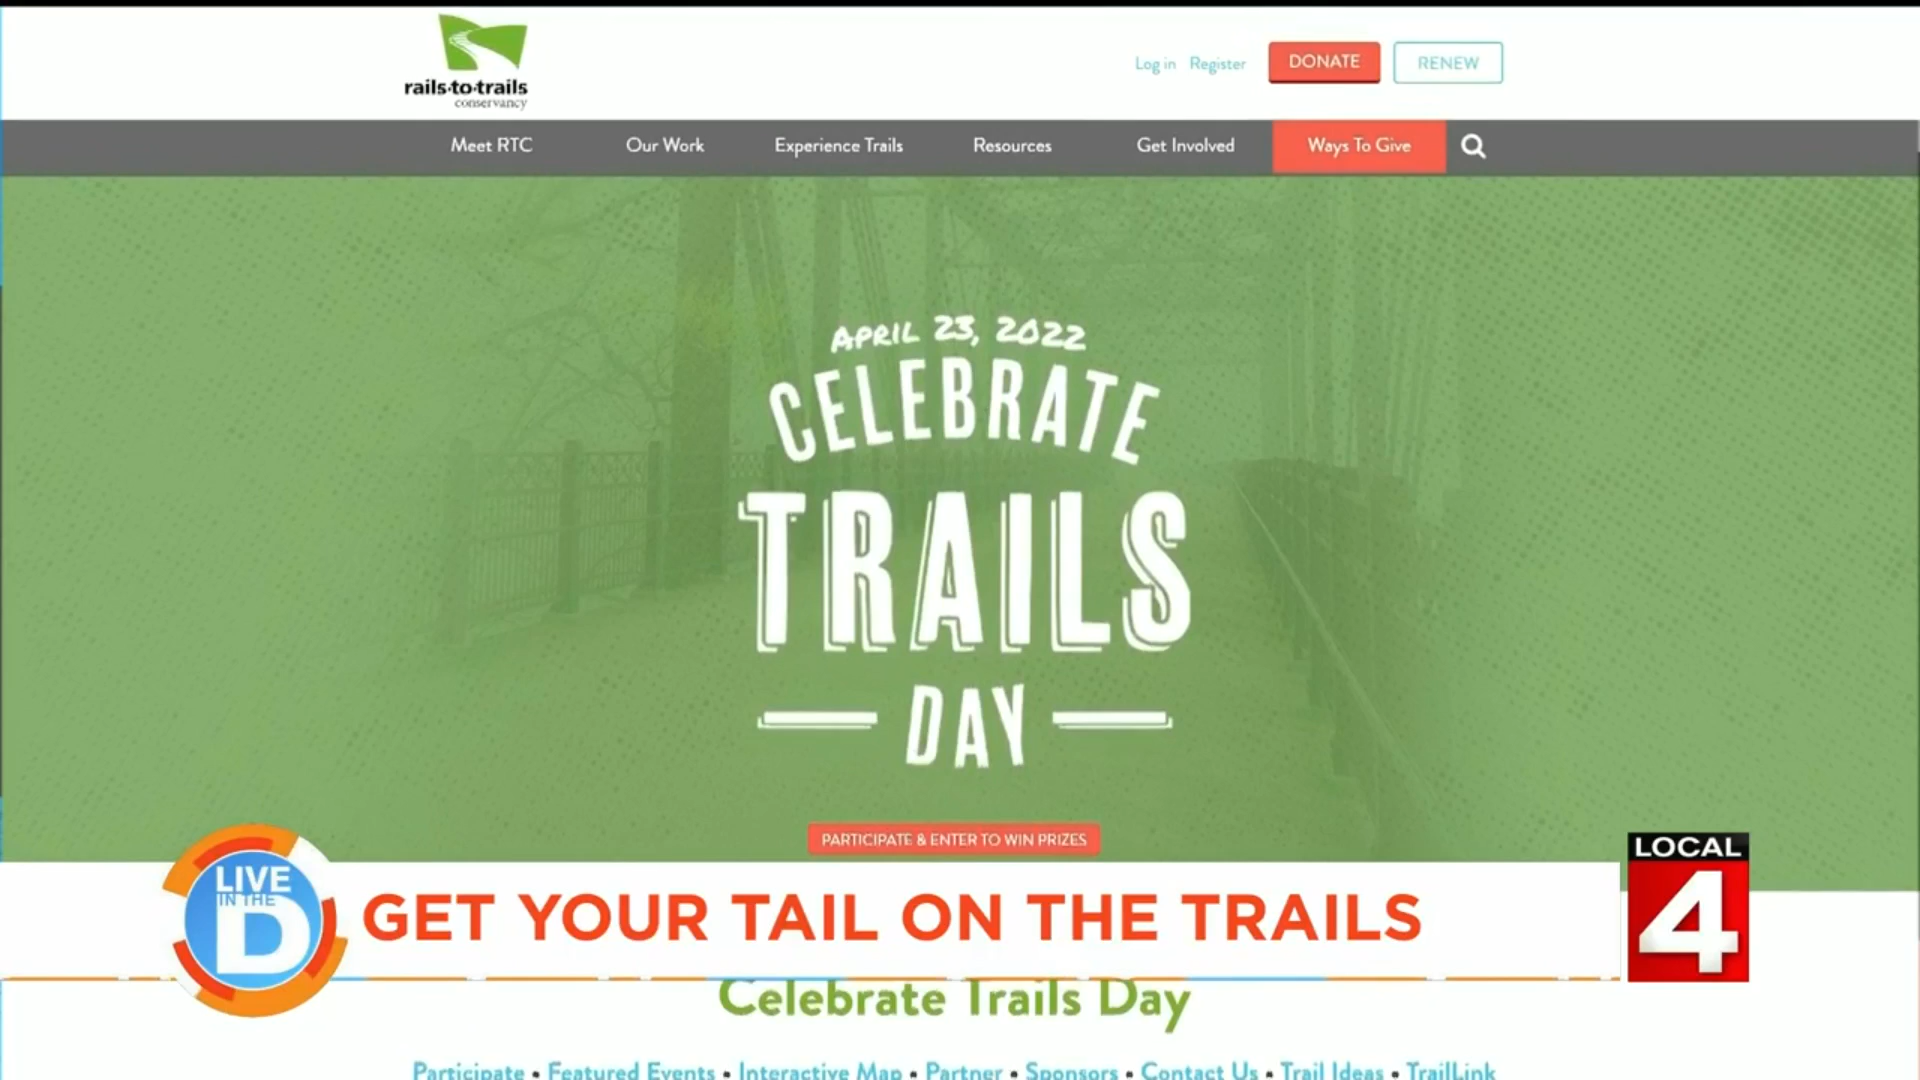 rails-to-trails
conservancy
Log in Register DONATE RENEW
Meet RTC Our Work Experience Trails Resources Get Involved Ways To Give
APRIL 23, 2022
CELEBRATE
TRAILS
DAY
PARTICIPATE & ENTER TO WIN PRIZES
LIVE
IN THE
D
GET YOUR TAIL ON THE TRAILS
LOCAL
4
Celebrate Trails Day
Participate • Featured Events • Interactive Map • Partner • Sponsors • Contact Us • Trail Ideas • TrailLink